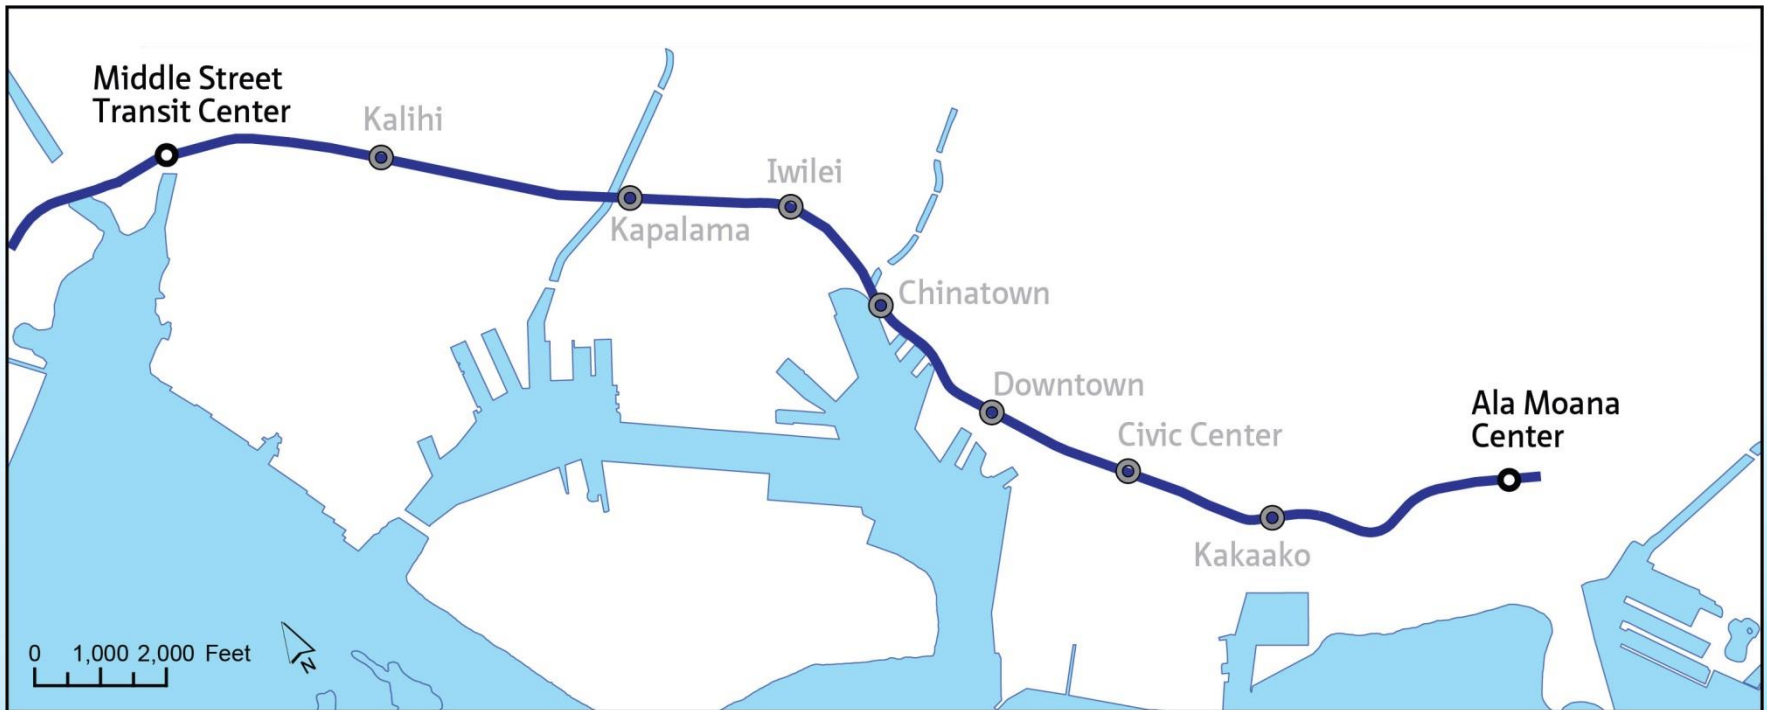 Middle Street
Transit Center
Kalihi
Iwilei
Kapalama
Chinatown
Downtown
Civic Center
Ala Moana
Center
Kakaako
0 1,000 2,000 Feet
N